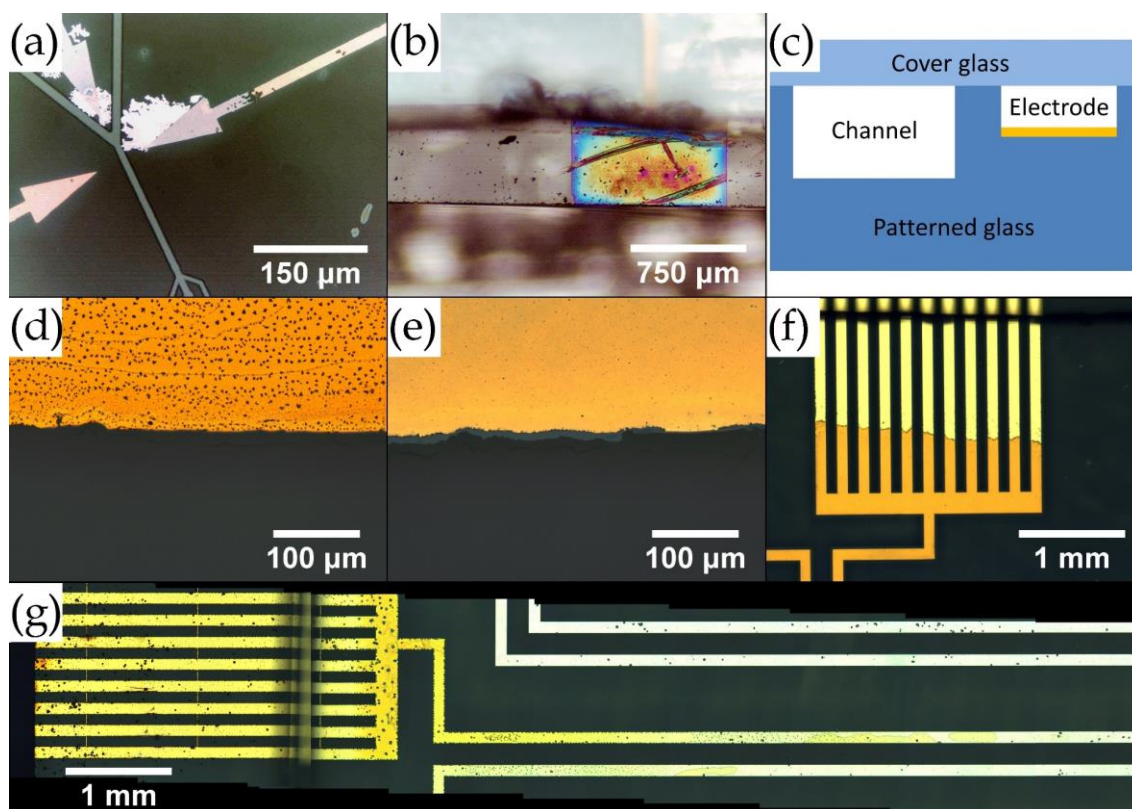 (a)
150 µm
(b)
750 µm
(c)
Cover glass
Channel
Electrode
Patterned glass
(d)
100 µm
(e)
100 µm
(f)
1 mm
(g)
1 mm